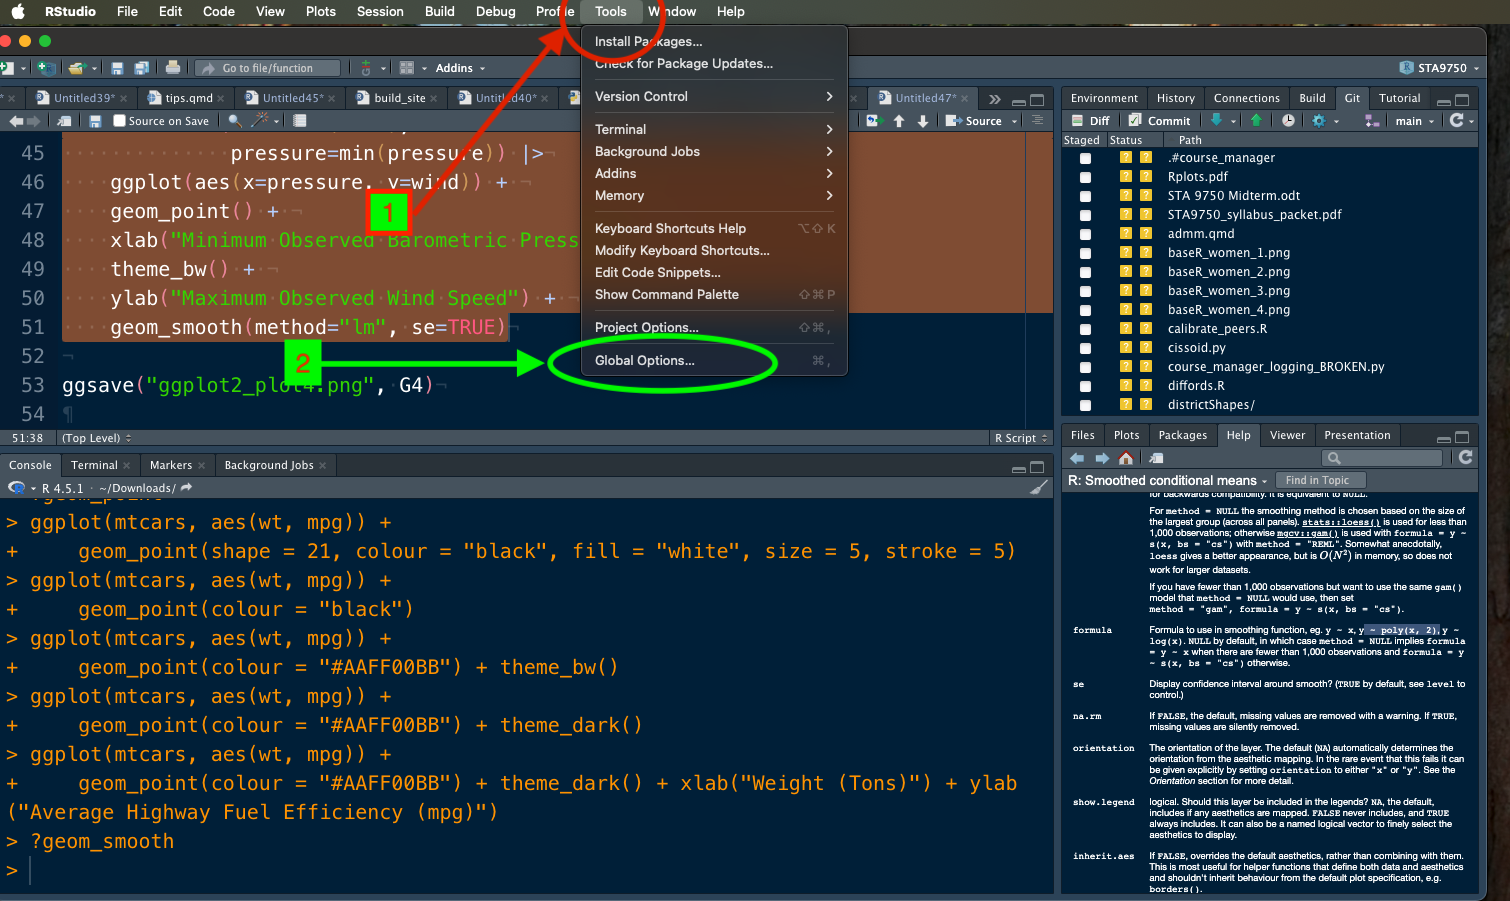 RStudio File Edit Code View Plots Session Build Debug Profile Tools Window Help
Install Packages...
Check for Package Updates...
Version Control
Terminal
Background Jobs
Addins
Memory
Keyboard Shortcuts Help ⌥⇧K
Modify Keyboard Shortcuts...
Edit Code Snippets...
Show Command Palette ⇧⌘P
Project Options... ⇧⌘,
Global Options... ⌘,
1
2
Go to file/function
Addins
STA9750
Untitled39* tips.qmd Untitled45* build_site Untitled40* Untitled47*
Source on Save
Source
45 pressure=min(pressure)) |>
46 ggplot(aes(x=pressure, y=wind)) +
47 geom_point() +
48 xlab("Minimum Observed Barometric Press
49 theme_bw() +
50 ylab("Maximum Observed Wind Speed") +
51 geom_smooth(method="lm", se=TRUE)
52
53 ggsave("ggplot2_plot4.png", G4)
54
51:38 (Top Level) R Script
Console Terminal Markers Background Jobs
R 4.5.1 · ~/Downloads/
> ggplot(mtcars, aes(wt, mpg)) +
+ geom_point(shape = 21, colour = "black", fill = "white", size = 5, stroke = 5)
> ggplot(mtcars, aes(wt, mpg)) +
+ geom_point(colour = "black")
> ggplot(mtcars, aes(wt, mpg)) +
+ geom_point(colour = "#AAFF00BB") + theme_bw()
> ggplot(mtcars, aes(wt, mpg)) +
+ geom_point(colour = "#AAFF00BB") + theme_dark()
> ggplot(mtcars, aes(wt, mpg)) +
+ geom_point(colour = "#AAFF00BB") + theme_dark() + xlab("Weight (Tons)") + ylab
("Average Highway Fuel Efficiency (mpg)")
> ?geom_smooth
>
Environment History Connections Build Git Tutorial
Diff Commit main
Staged Status Path
.#course_manager
Rplots.pdf
STA 9750 Midterm.odt
STA9750_syllabus_packet.pdf
admm.qmd
baseR_women_1.png
baseR_women_2.png
baseR_women_3.png
baseR_women_4.png
calibrate_peers.R
cissoid.py
course_manager_logging_BROKEN.py
diffords.R
districtShapes/
Files Plots Packages Help Viewer Presentation
R: Smoothed conditional means Find in Topic
for backwards compatibility. It is equivalent to NULL.
For method = NULL the smoothing method is chosen based on the size of
the largest group (across all panels). stats::loess() is used for less than
1,000 observations; otherwise mgcv::gam() is used with formula = y ~
s(x, bs = "cs") with method = "REML". Somewhat anecdotally,
loess gives a better appearance, but is O(N²) in memory, so does not
work for larger datasets.
If you have fewer than 1,000 observations but want to use the same gam()
model that method = NULL would use, then set
method = "gam", formula = y ~ s(x, bs = "cs").
formula Formula to use in smoothing function, eg. y ~ x, y ~ poly(x, 2), y ~
log(x). NULL by default, in which case method = NULL implies formula
= y ~ x when there are fewer than 1,000 observations and formula = y
~ s(x, bs = "cs") otherwise.
se Display confidence interval around smooth? (TRUE by default, see level to
control.)
na.rm If FALSE, the default, missing values are removed with a warning. If TRUE,
missing values are silently removed.
orientation The orientation of the layer. The default (NA) automatically determines the
orientation from the aesthetic mapping. In the rare event that this fails it can
be given explicitly by setting orientation to either "x" or "y". See the
Orientation section for more detail.
show.legend logical. Should this layer be included in the legends? NA, the default,
includes if any aesthetics are mapped. FALSE never includes, and TRUE
always includes. It can also be a named logical vector to finely select the
aesthetics to display.
inherit.aes If FALSE, overrides the default aesthetics, rather than combining with them.
This is most useful for helper functions that define both data and aesthetics
and shouldn't inherit behaviour from the default plot specification, e.g.
borders().